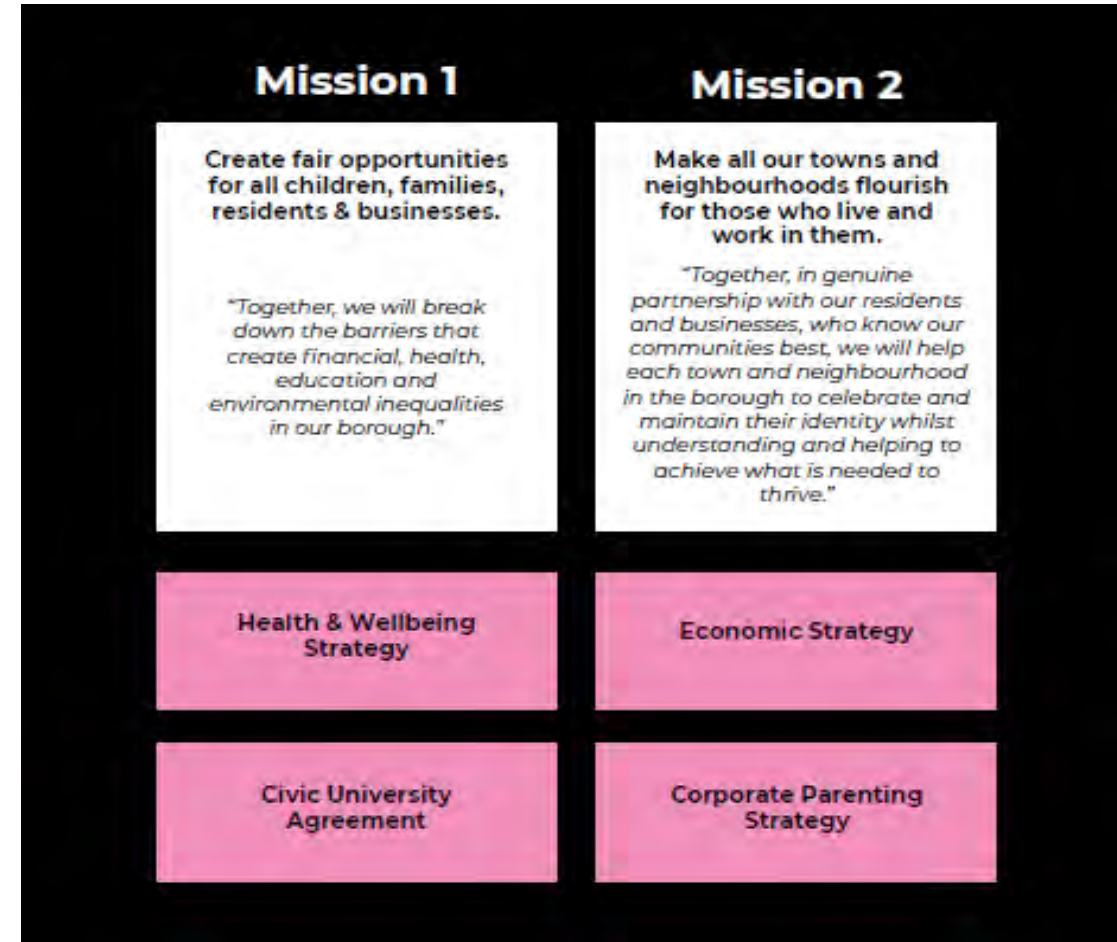 Mission 1
Create fair opportunities
for all children, families,
residents & businesses.
"Together, we will break
down the barriers that
create financial, health,
education and
environmental inequalities
in our borough."
Mission 2
Make all our towns and
neighbourhoods flourish
for those who live and
work in them.
"Together, in genuine
partnership with our residents
and businesses, who know our
communities best, we will help
each town and neighbourhood
in the borough to celebrate and
maintain their identity whilst
understanding and helping to
achieve what is needed to
thrive."
Health & Wellbeing
Strategy
Economic Strategy
Civic University
Agreement
Corporate Parenting
Strategy